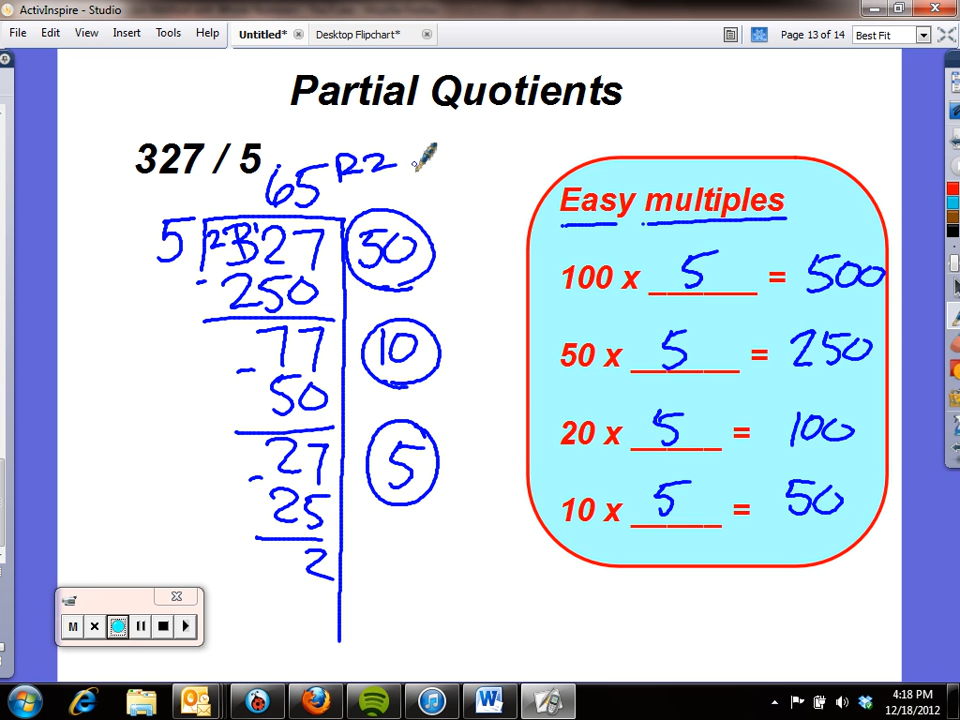 ActivInspire - Studio
File Edit View Insert Tools Help Untitled* Desktop Flipchart* Page 13 of 14 Best Fit
Partial Quotients
327 / 5
65 R2
5 327 50
- 250
77 10
- 50
27 5
- 25
2
Easy multiples
100 x 5 = 500
50 x 5 = 250
20 x 5 = 100
10 x 5 = 50
M
4:18 PM
12/18/2012